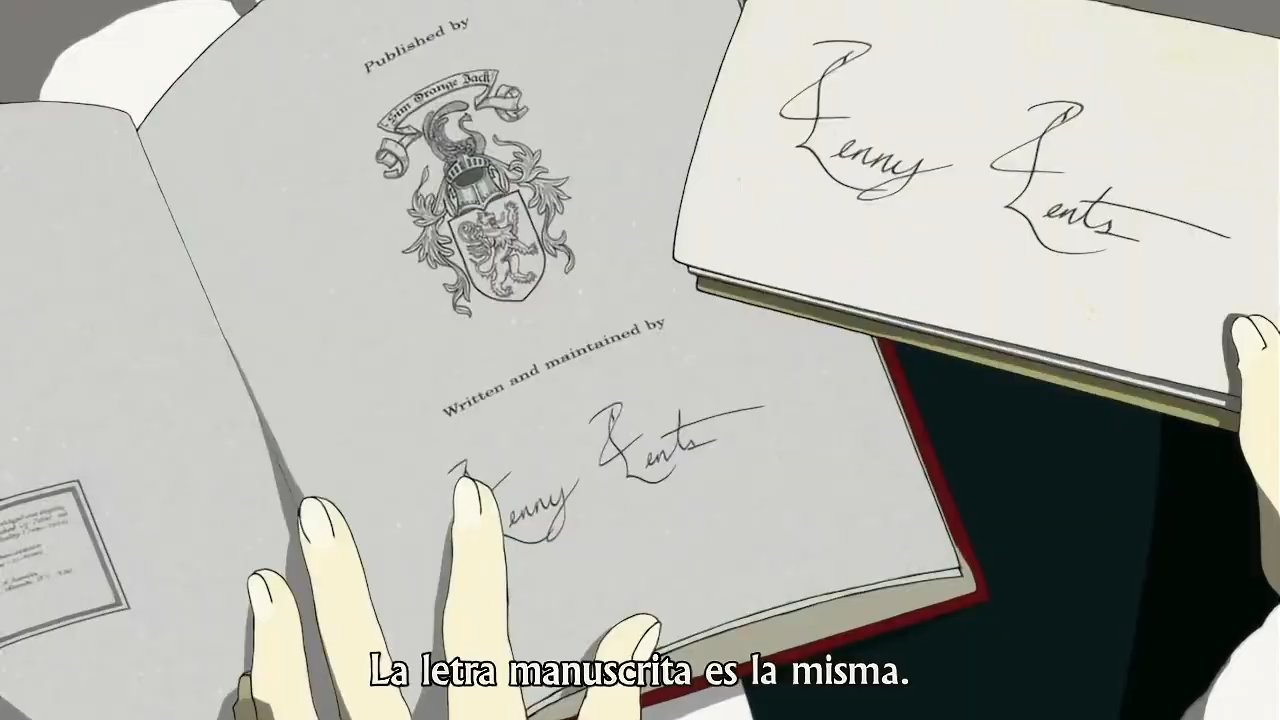 Published by
Sim Orange Jack
Written and maintained by
Lenny Lents
Lenny Lents
La letra manuscrita es la misma.